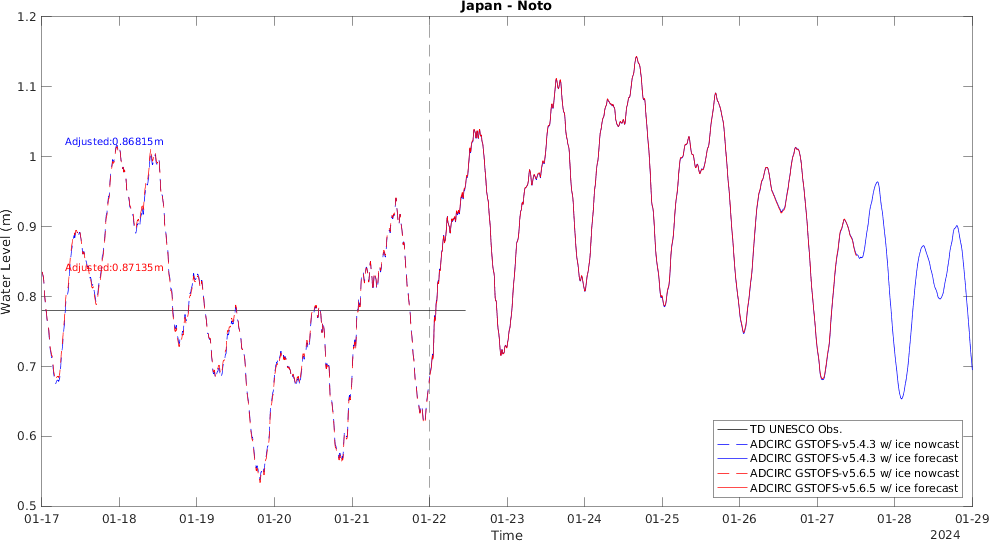 Japan - Noto
1.2
1.1
1
0.9
0.8
0.7
0.6
0.5
Water Level (m)
Adjusted:0.86815m
Adjusted:0.87135m
TD UNESCO Obs.
ADCIRC GSTOFS-v5.4.3 w/ ice nowcast
ADCIRC GSTOFS-v5.4.3 w/ ice forecast
ADCIRC GSTOFS-v5.6.5 w/ ice nowcast
ADCIRC GSTOFS-v5.6.5 w/ ice forecast
01-17 01-18 01-19 01-20 01-21 01-22 01-23 01-24 01-25 01-26 01-27 01-28 01-29
Time
2024